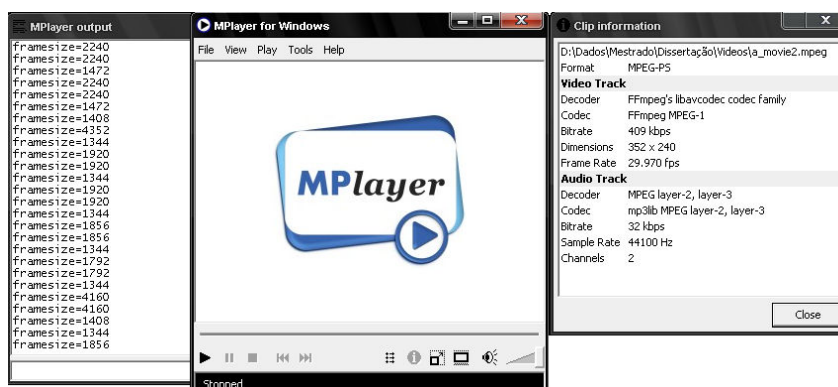 MPlayer output
framesize=2240
framesize=2240
framesize=1472
framesize=2240
framesize=2240
framesize=1472
framesize=1408
framesize=4352
framesize=1344
framesize=1920
framesize=1920
framesize=1344
framesize=1920
framesize=1920
framesize=1344
framesize=1856
framesize=1856
framesize=1344
framesize=1792
framesize=1792
framesize=1344
framesize=4160
framesize=4160
framesize=1408
framesize=1344
framesize=1856
MPlayer for Windows
File View Play Tools Help
MPlayer
Stopped
Clip information
D:\Dados\Mestrado\Dissertação\Videos\a_movie2.mpeg
Format MPEG-PS
Video Track
Decoder FFmpeg's libavcodec codec family
Codec FFmpeg MPEG-1
Bitrate 409 kbps
Dimensions 352 x 240
Frame Rate 29.970 fps
Audio Track
Decoder MPEG layer-2, layer-3
Codec mp3lib MPEG layer-2, layer-3
Bitrate 32 kbps
Sample Rate 44100 Hz
Channels 2
Close